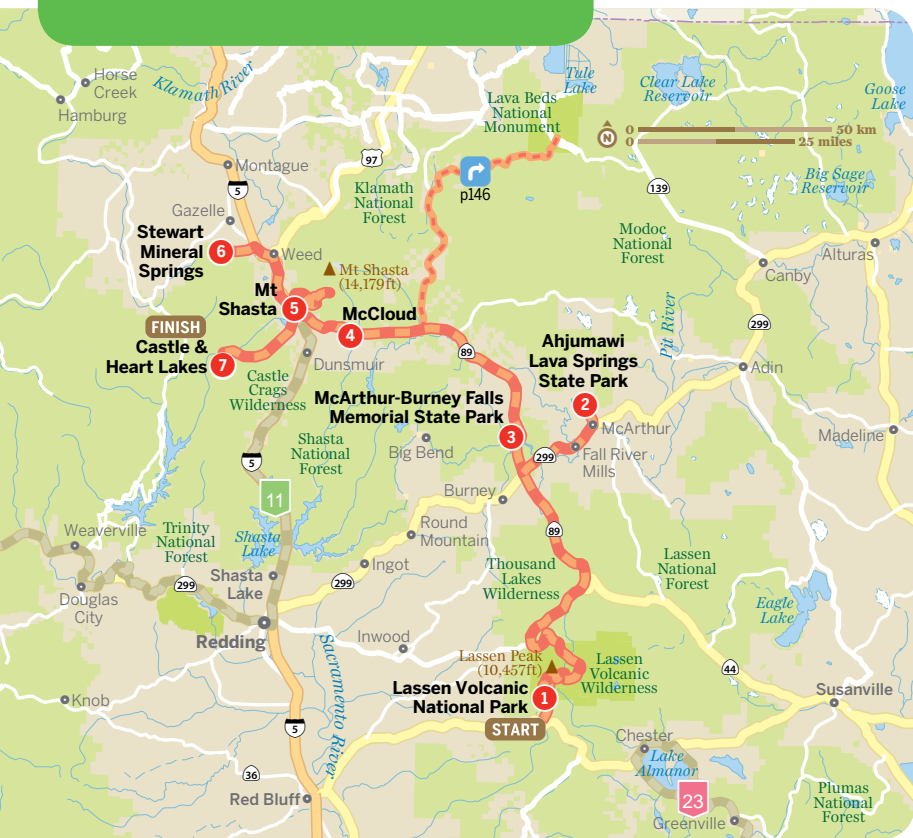 Horse
Creek
Hamburg
Klamath River
Tule
Lake
Clear Lake
Reservoir
Goose
Lake
Lava Beds
National
Monument
N
0
50 km
0
25 miles
97
Montague
5
p146
139
Big Sage
Reservoir
Klamath
National
Forest
Gazelle
Stewart
Mineral
Springs
6
Weed
Modoc
National
Forest
Alturas
Canby
Mt Shasta
(14,179ft)
Mt
Shasta
5
McCloud
4
Pit River
299
FINISH
Castle &
Heart Lakes
7
Dunsmuir
89
Ahjumawi
Lava Springs
State Park
2
Adin
Castle
Crags
Wilderness
McArthur-Burney Falls
Memorial State Park
3
McArthur
Madeline
Big Bend
299
Fall River
Mills
5
Shasta
National
Forest
11
Burney
Weaverville
Trinity
National
Forest
Shasta
Lake
Round
Mountain
89
Ingot
Thousand
Lakes
Wilderness
Lassen
National
Forest
Shasta
Lake
299
299
Douglas
City
Eagle
Lake
Redding
Inwood
Sacramento River
Lassen Peak
(10,457ft)
Lassen
Volcanic
Wilderness
44
Lassen Volcanic
National Park
1
START
Susanville
Knob
5
Chester
Lake
Almanor
36
Red Bluff
23
Plumas
National
Forest
Greenville